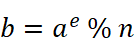 b = a^e % n